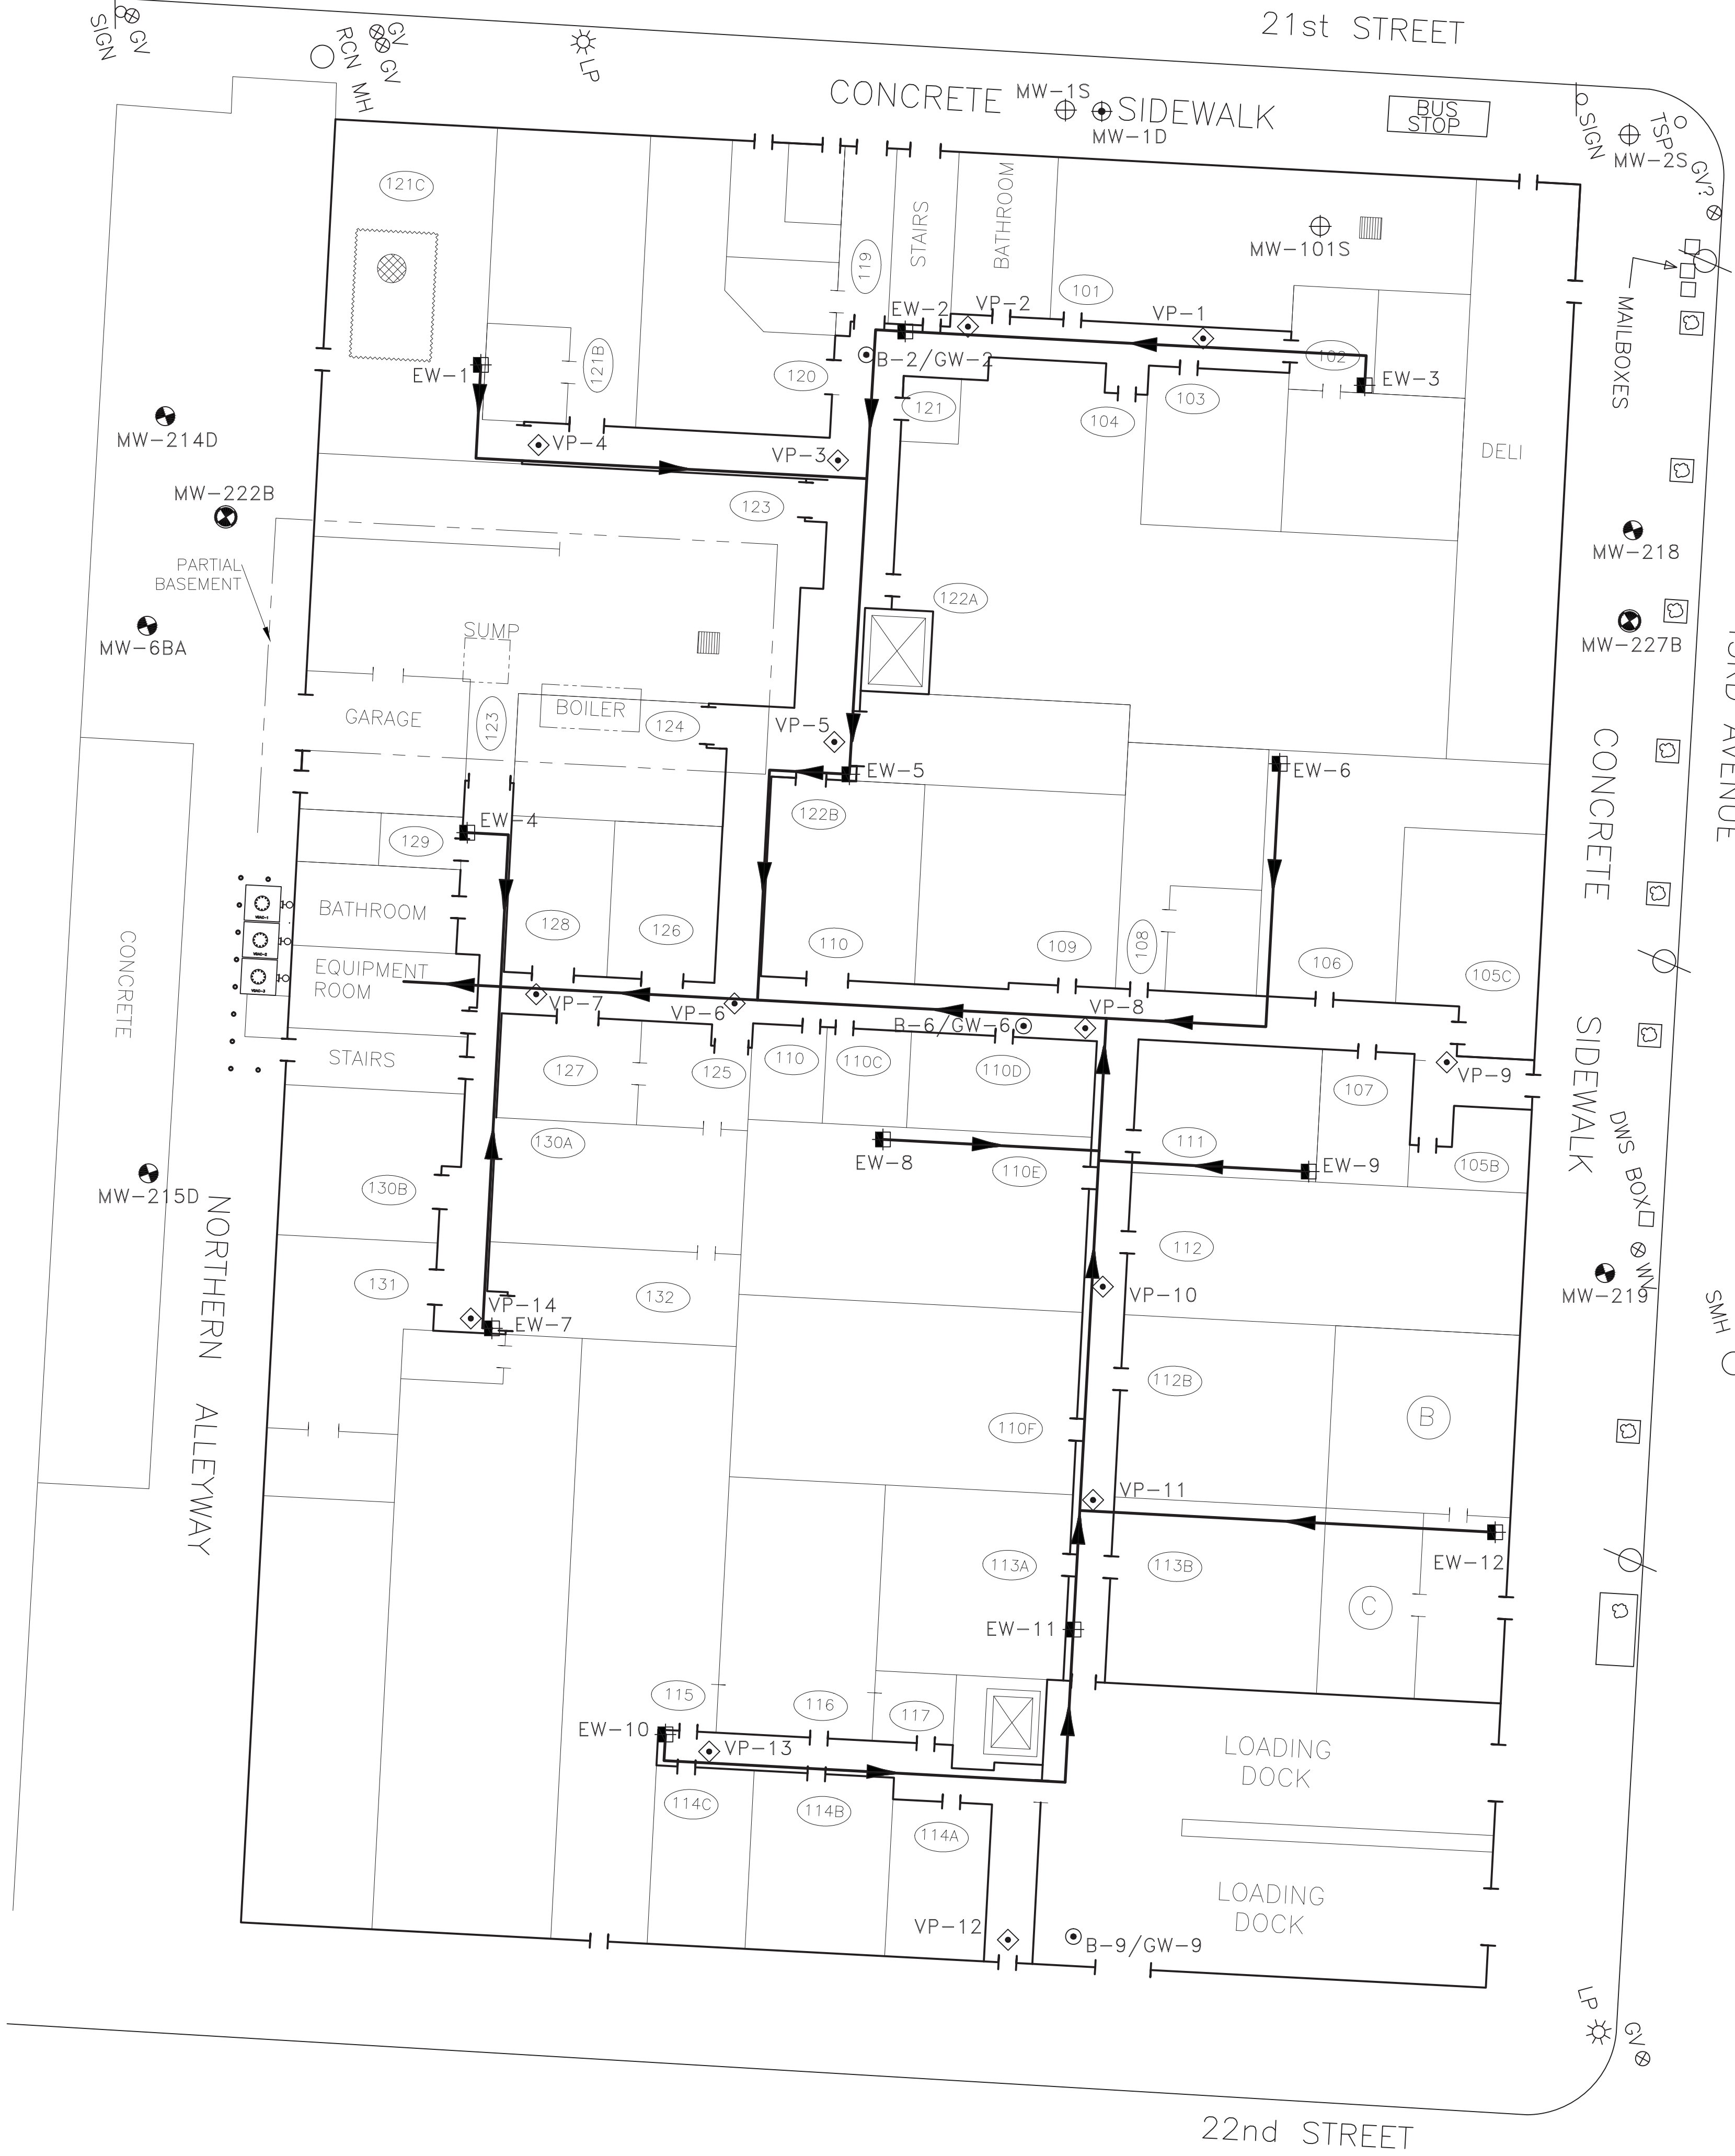 21st STREET
SIGN
GV
RCN MH
GV
GV
LP
CONCRETE SIDEWALK
MW-1S
MW-1D
BUS
STOP
SIGN
TSP
MW-2S
GV?
121C
STAIRS
BATHROOM
MW-101S
119
101
EW-2
VP-2
VP-1
MAILBOXES
B-2/GW-2
102
EW-3
EW-1
121B
120
121
104
103
MW-214D
VP-4
VP-3
DELI
MW-222B
123
MW-218
PARTIAL
BASEMENT
122A
MW-6BA
SUMP
MW-227B
GARAGE
123
BOILER
124
VP-5
AVENUE
EW-5
EW-6
CONCRETE
EW-4
129
122B
BATHROOM
128
126
110
109
108
106
105C
CONCRETE
EQUIPMENT
ROOM
VP-7
VP-6
B-6/GW-6
VP-8
SIDEWALK
STAIRS
127
125
110
110C
110D
107
VP-9
130A
EW-8
110E
111
EW-9
105B
DWS BOX
MW-215D
130B
NORTHERN ALLEYWAY
112
WV
131
132
VP-10
MW-219
SMH
VP-14
EW-7
112B
B
110F
VP-11
113A
113B
EW-12
C
EW-11
115
116
117
EW-10
VP-13
LOADING
DOCK
114C
114B
114A
LOADING
DOCK
VP-12
B-9/GW-9
LP
GV
22nd STREET